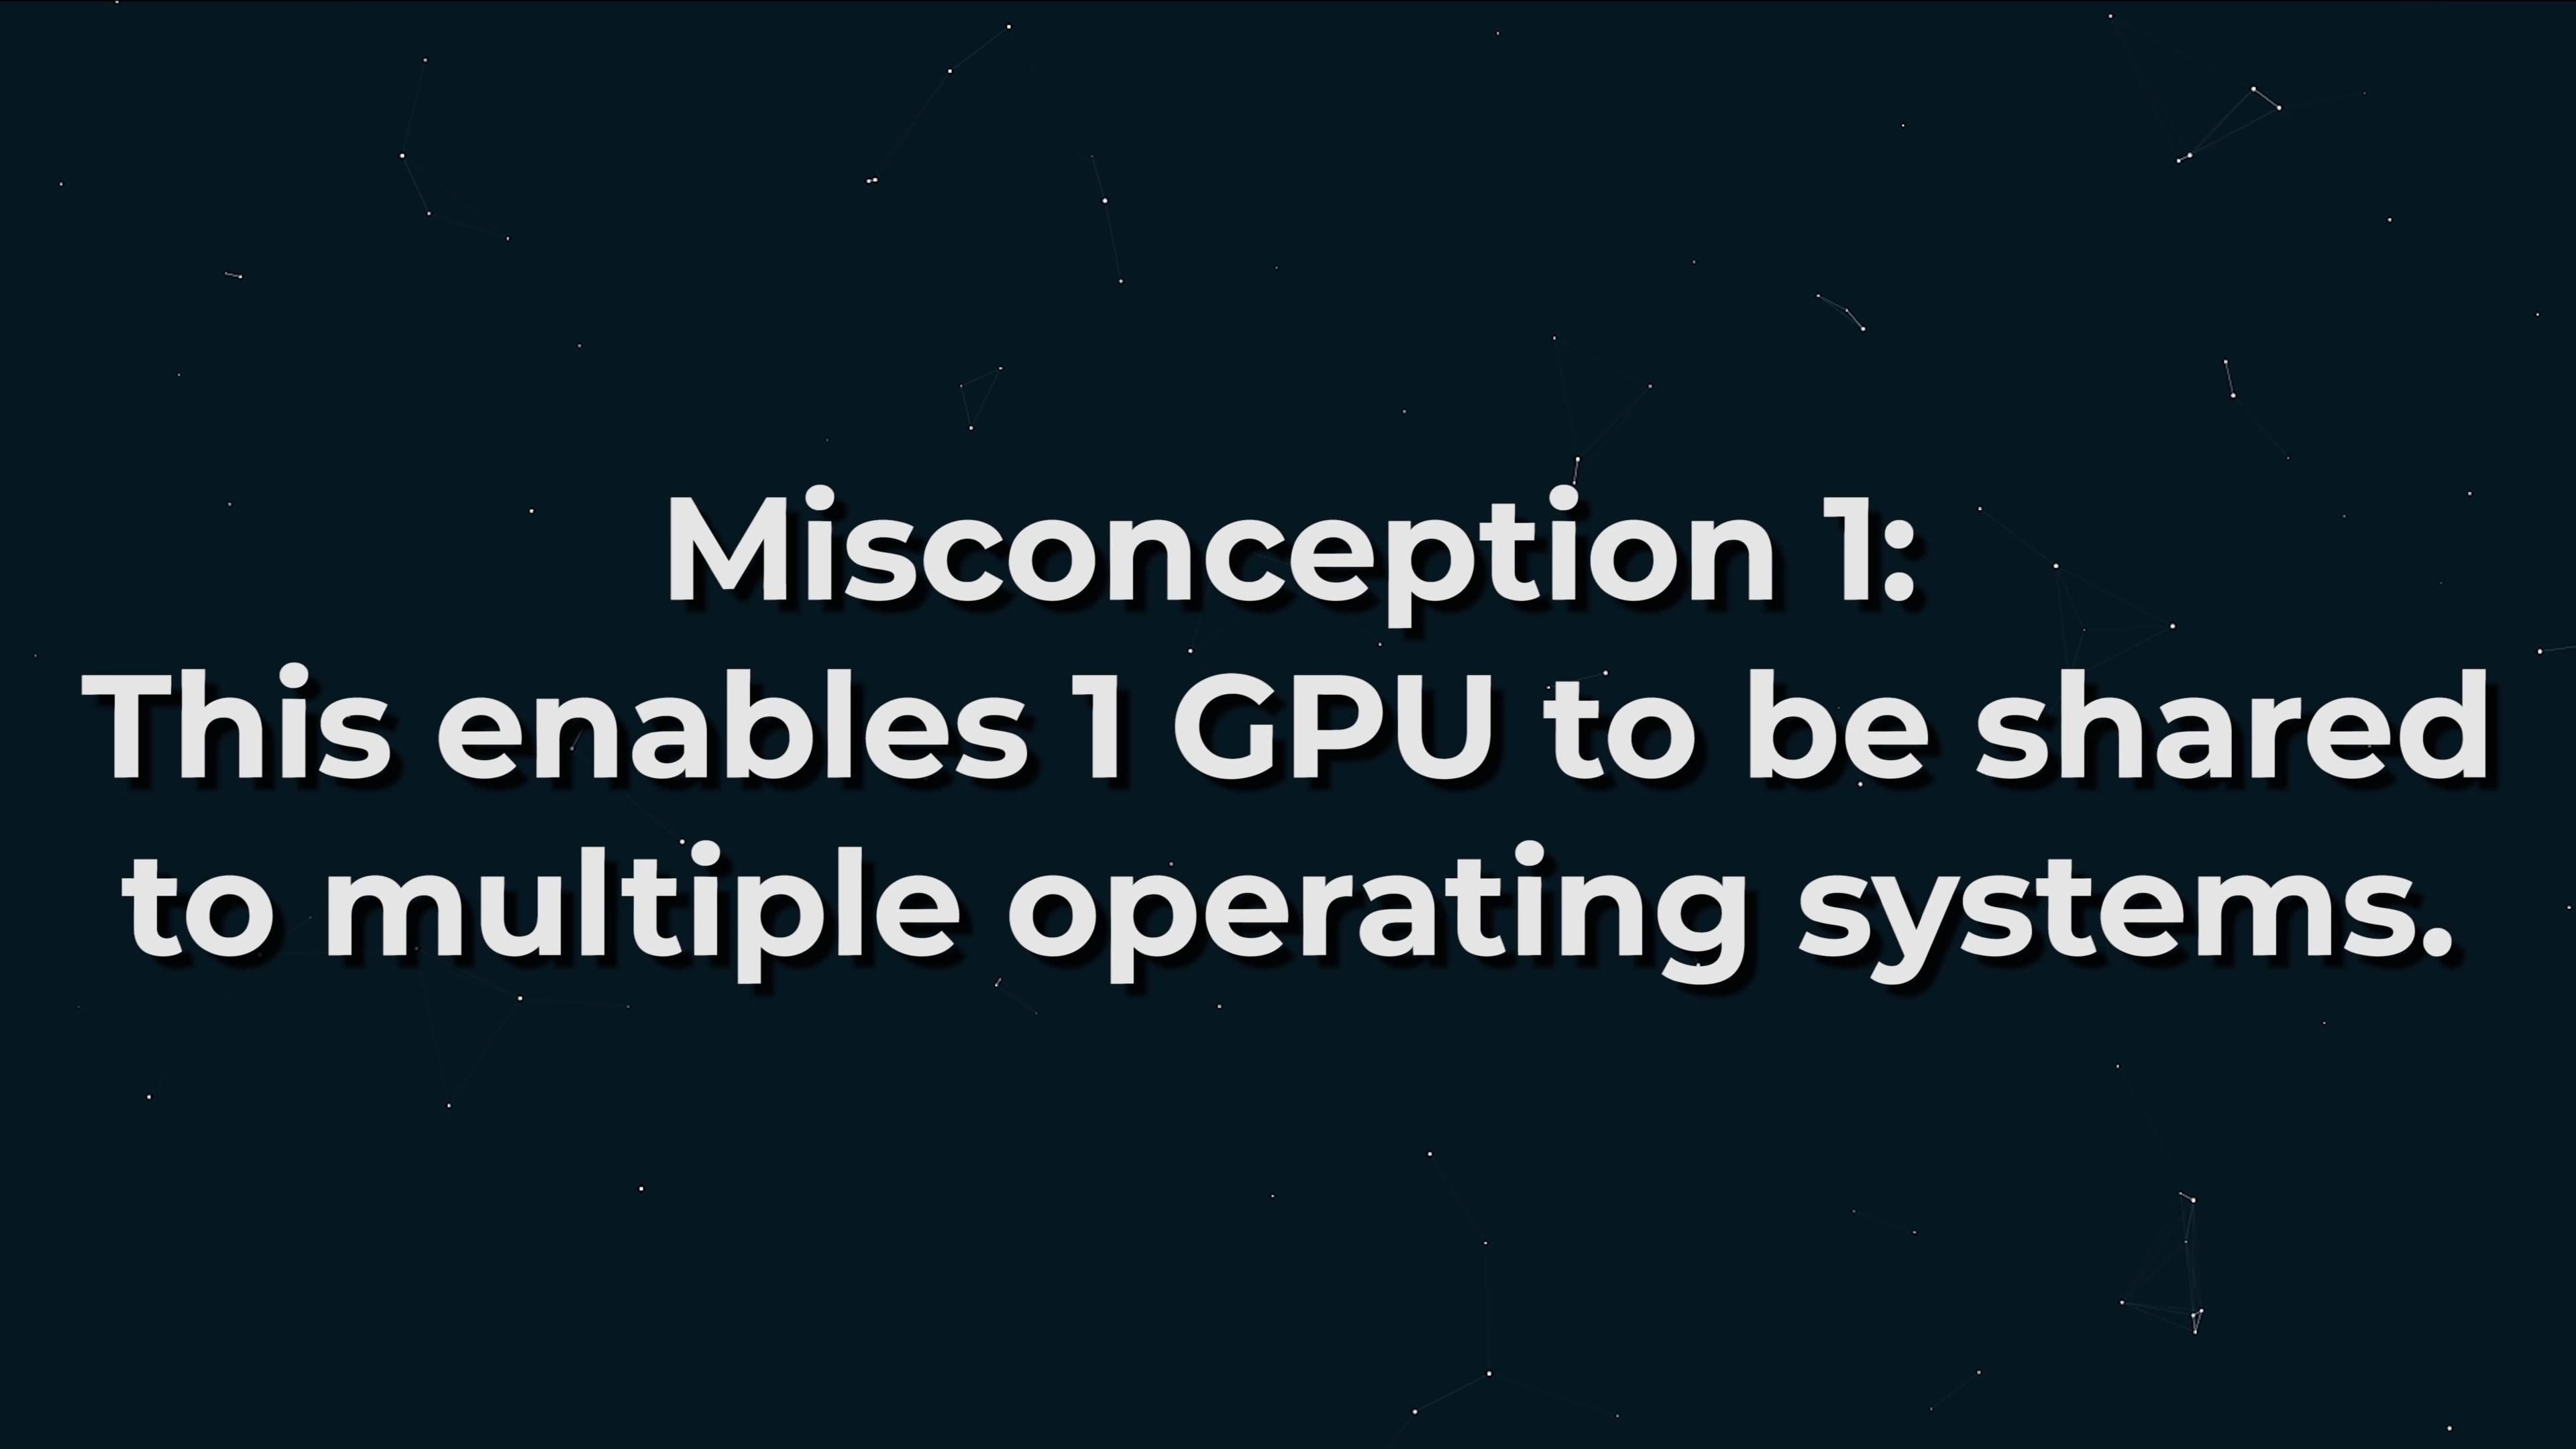 Misconception 1:
This enables 1 GPU to be shared
to multiple operating systems.